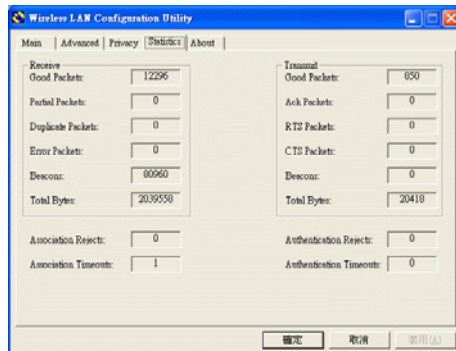 Wireless LAN Configuration Utility
Main Advanced Privacy Statistics About
Receive
Good Packets: 12296
Partial Packets: 0
Duplicate Packets: 0
Error Packets: 0
Beacons: 80960
Total Bytes: 2039558
Transmit
Good Packets: 850
Ack Packets: 0
RTS Packets: 0
CTS Packets: 0
Beacons: 0
Total Bytes: 20418
Association Rejects: 0
Association Timeouts: 1
Authentication Rejects: 0
Authentication Timeouts: 0
確定 取消 套用(A)